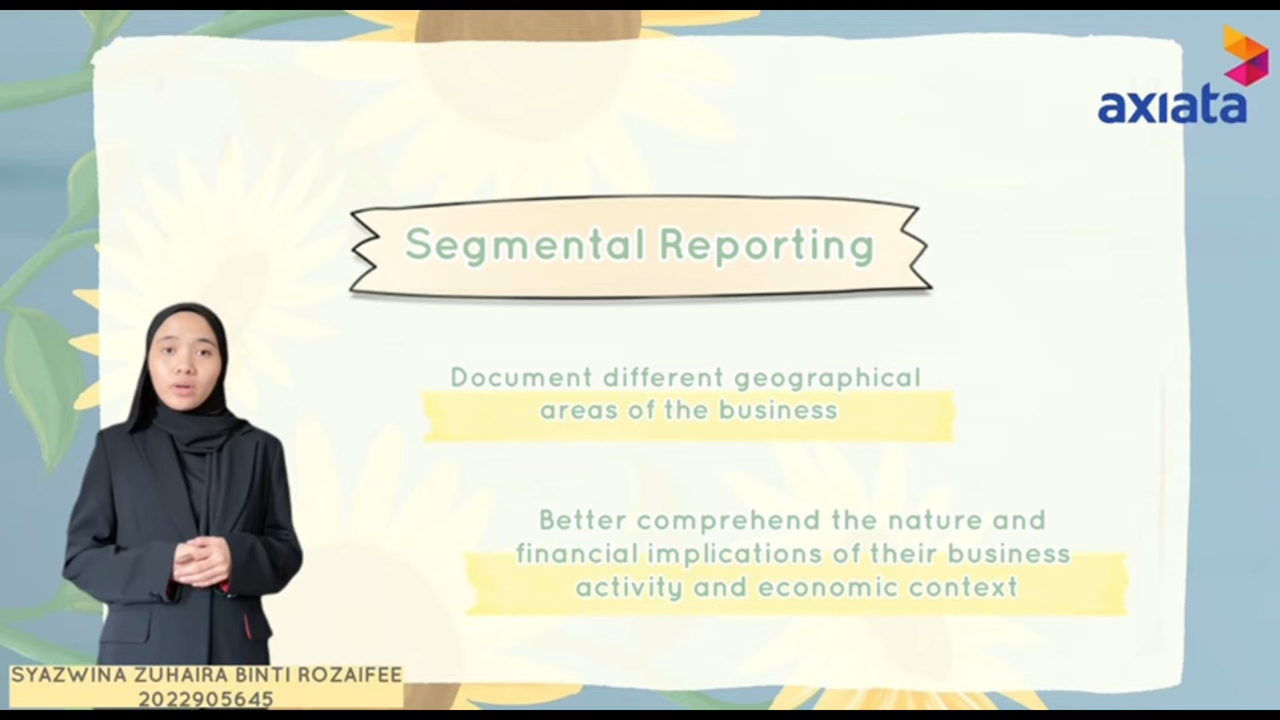 axiata
Segmental Reporting
Document different geographical
areas of the business
Better comprehend the nature and
financial implications of their business
activity and economic context
SYAZWINA ZUHAIRA BINTI ROZAIFEE
2022905645